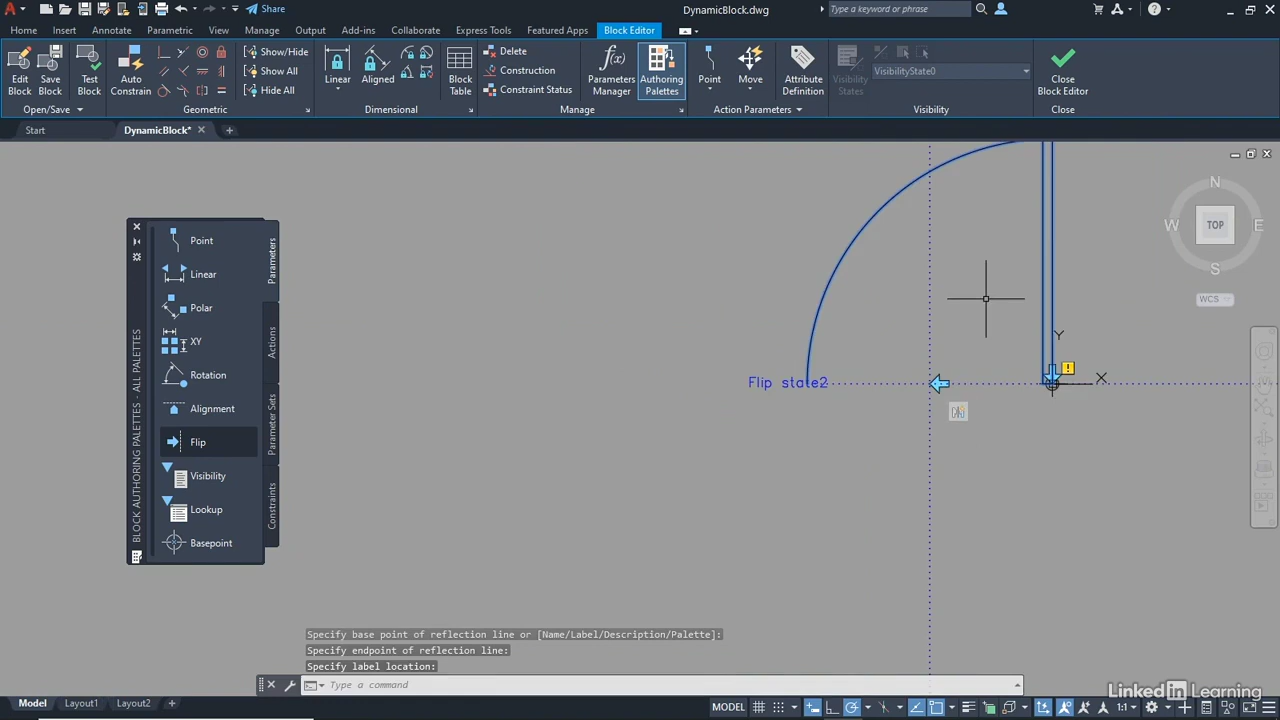 Share
DynamicBlock.dwg
Type a keyword or phrase
Home
Insert
Annotate
Parametric
View
Manage
Output
Add-ins
Collaborate
Express Tools
Featured Apps
Block Editor
Edit
Block
Save
Block
Test
Block
Auto
Constrain
Show/Hide
Show All
Hide All
Linear
Aligned
Block
Table
Delete
Construction
Constraint Status
Parameters
Manager
Authoring
Palettes
Point
Move
Attribute
Definition
Visibility
States
VisibilityState0
Close
Block Editor
Open/Save
Geometric
Dimensional
Manage
Action Parameters
Visibility
Close
Start
DynamicBlock*
N
W
TOP
E
S
WCS
BLOCK AUTHORING PALETTES - ALL PALETTES
Point
Linear
Polar
XY
Rotation
Alignment
Flip
Visibility
Lookup
Basepoint
Parameters
Actions
Parameter Sets
Constraints
Y
X
Flip state2
Specify base point of reflection line or [Name/Label/Description/Palette]:
Specify endpoint of reflection line:
Specify label location:
Type a command
LinkedIn Learning
Model
Layout1
Layout2
MODEL
1:1